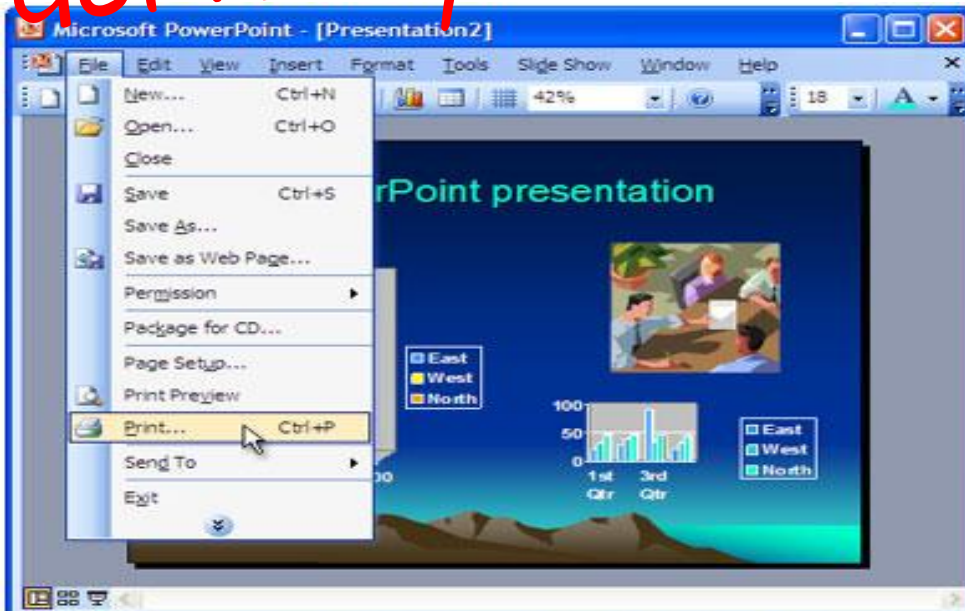 Microsoft PowerPoint - [Presentation2]
File Edit View Insert Format Tools Slide Show Window Help
42% 18 A
New... Ctrl+N
Open... Ctrl+O
Close
Save Ctrl+S
Save As...
Save as Web Page...
Permission
Package for CD...
Page Setup...
Print Preview
Print... Ctrl+P
Send To
Exit
rPoint presentation
East
West
North
100
50
0
1st Qtr
3rd Qtr
East
West
North